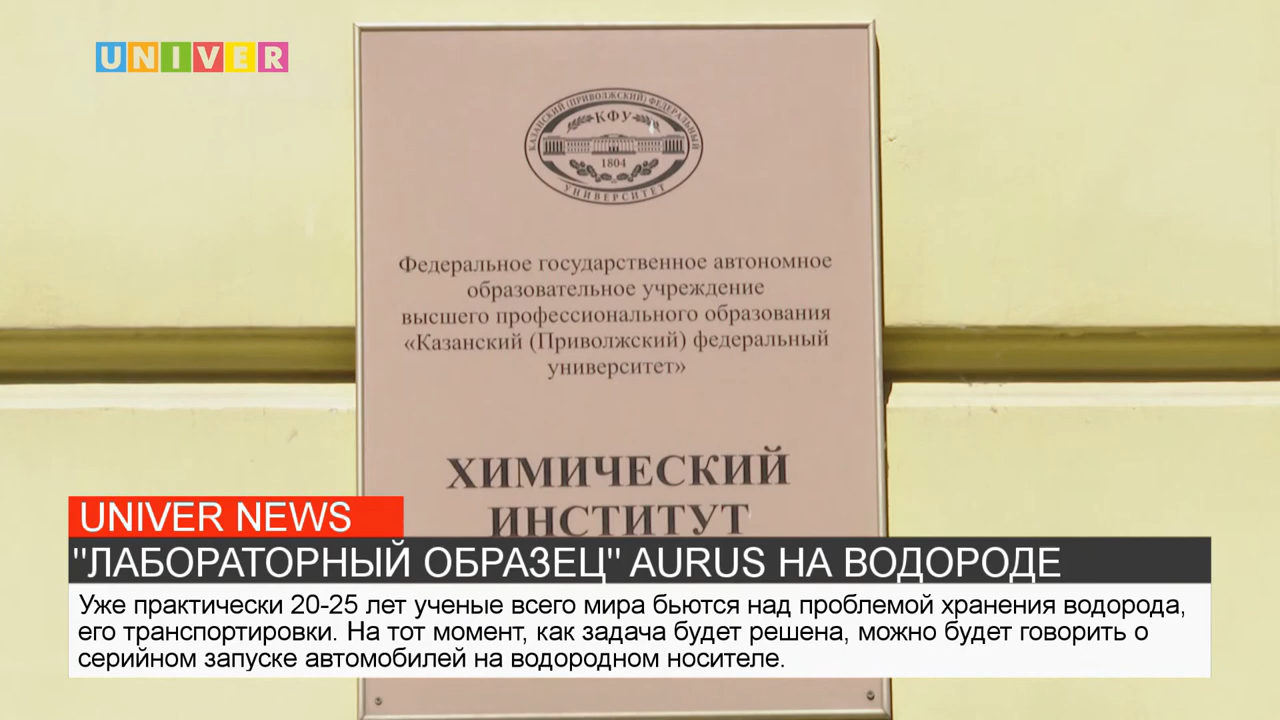 UNIVER
КАЗАНСКИЙ (ПРИВОЛЖСКИЙ) ФЕДЕРАЛЬНЫЙ
КФУ
1804
УНИВЕРСИТЕТ
Федеральное государственное автономное
образовательное учреждение
высшего профессионального образования
«Казанский (Приволжский) федеральный
университет»
ХИМИЧЕСКИЙ
ИНСТИТУТ
UNIVER NEWS
"ЛАБОРАТОРНЫЙ ОБРАЗЕЦ" AURUS НА ВОДОРОДЕ
Уже практически 20-25 лет ученые всего мира бьются над проблемой хранения водорода,
его транспортировки. На тот момент, как задача будет решена, можно будет говорить о
серийном запуске автомобилей на водородном носителе.